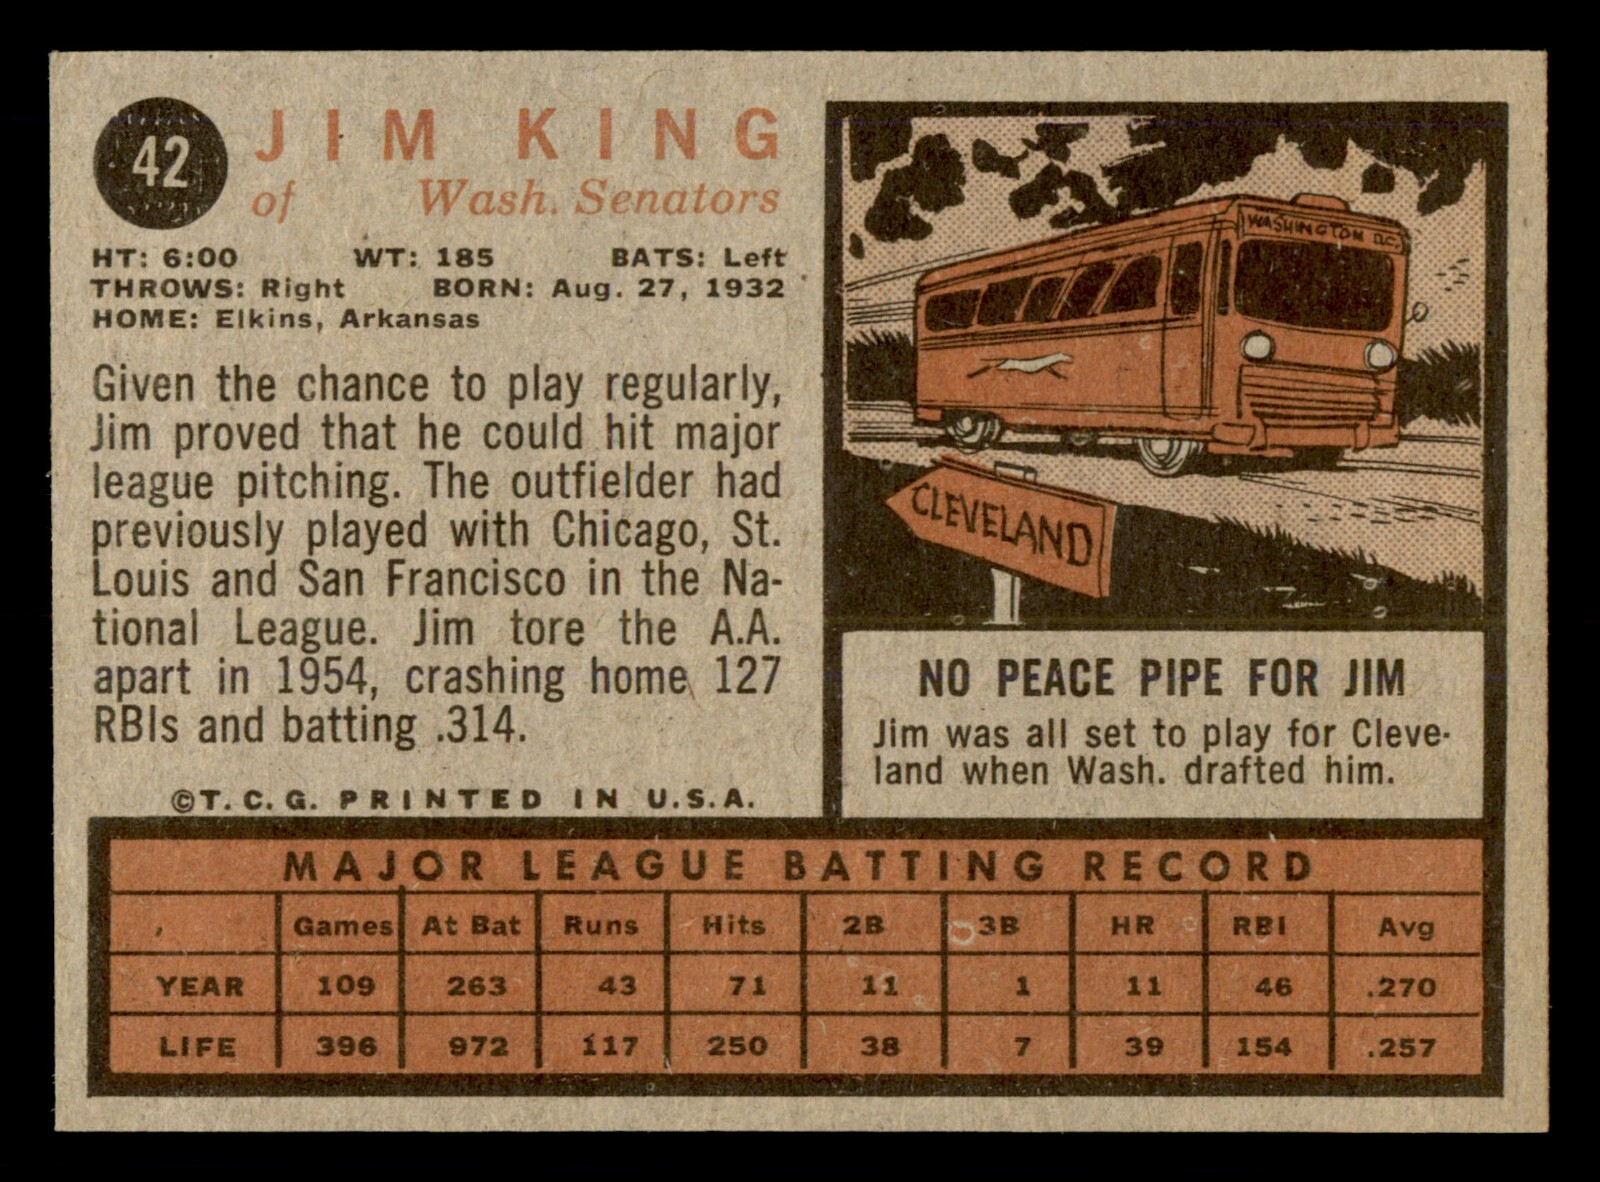 42
JIM KING
of Wash. Senators
HT: 6:00 WT: 185 BATS: Left
THROWS: Right BORN: Aug. 27, 1932
HOME: Elkins, Arkansas
Given the chance to play regularly,
Jim proved that he could hit major
league pitching. The outfielder had
previously played with Chicago, St.
Louis and San Francisco in the Na-
tional League. Jim tore the A.A.
apart in 1954, crashing home 127
RBIs and batting .314.
©T.C.G. PRINTED IN U.S.A.
WASHINGTON D.C.
CLEVELAND
NO PEACE PIPE FOR JIM
Jim was all set to play for Cleve-
land when Wash. drafted him.
MAJOR LEAGUE BATTING RECORD
Games At Bat Runs Hits 2B 3B HR RBI Avg
YEAR 109 263 43 71 11 1 11 46 .270
LIFE 396 972 117 250 38 7 39 154 .257